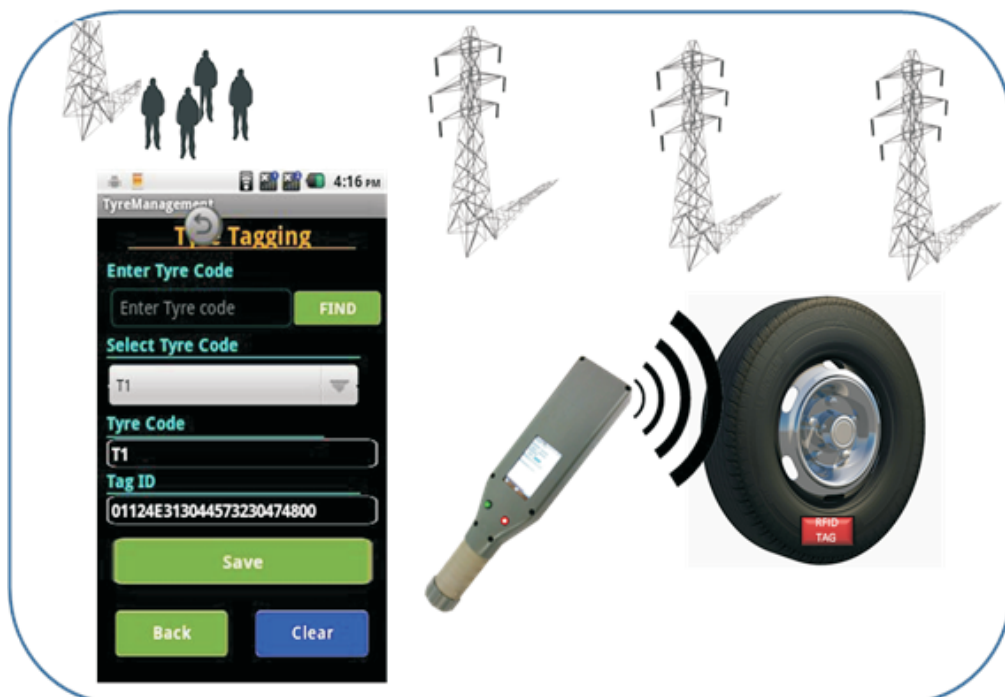 4:16 PM
TyreManagement
Tyre Tagging
Enter Tyre Code
Enter Tyre code
FIND
Select Tyre Code
T1
Tyre Code
T1
Tag ID
01124E313044573230474800
Save
Back
Clear
RFID
TAG